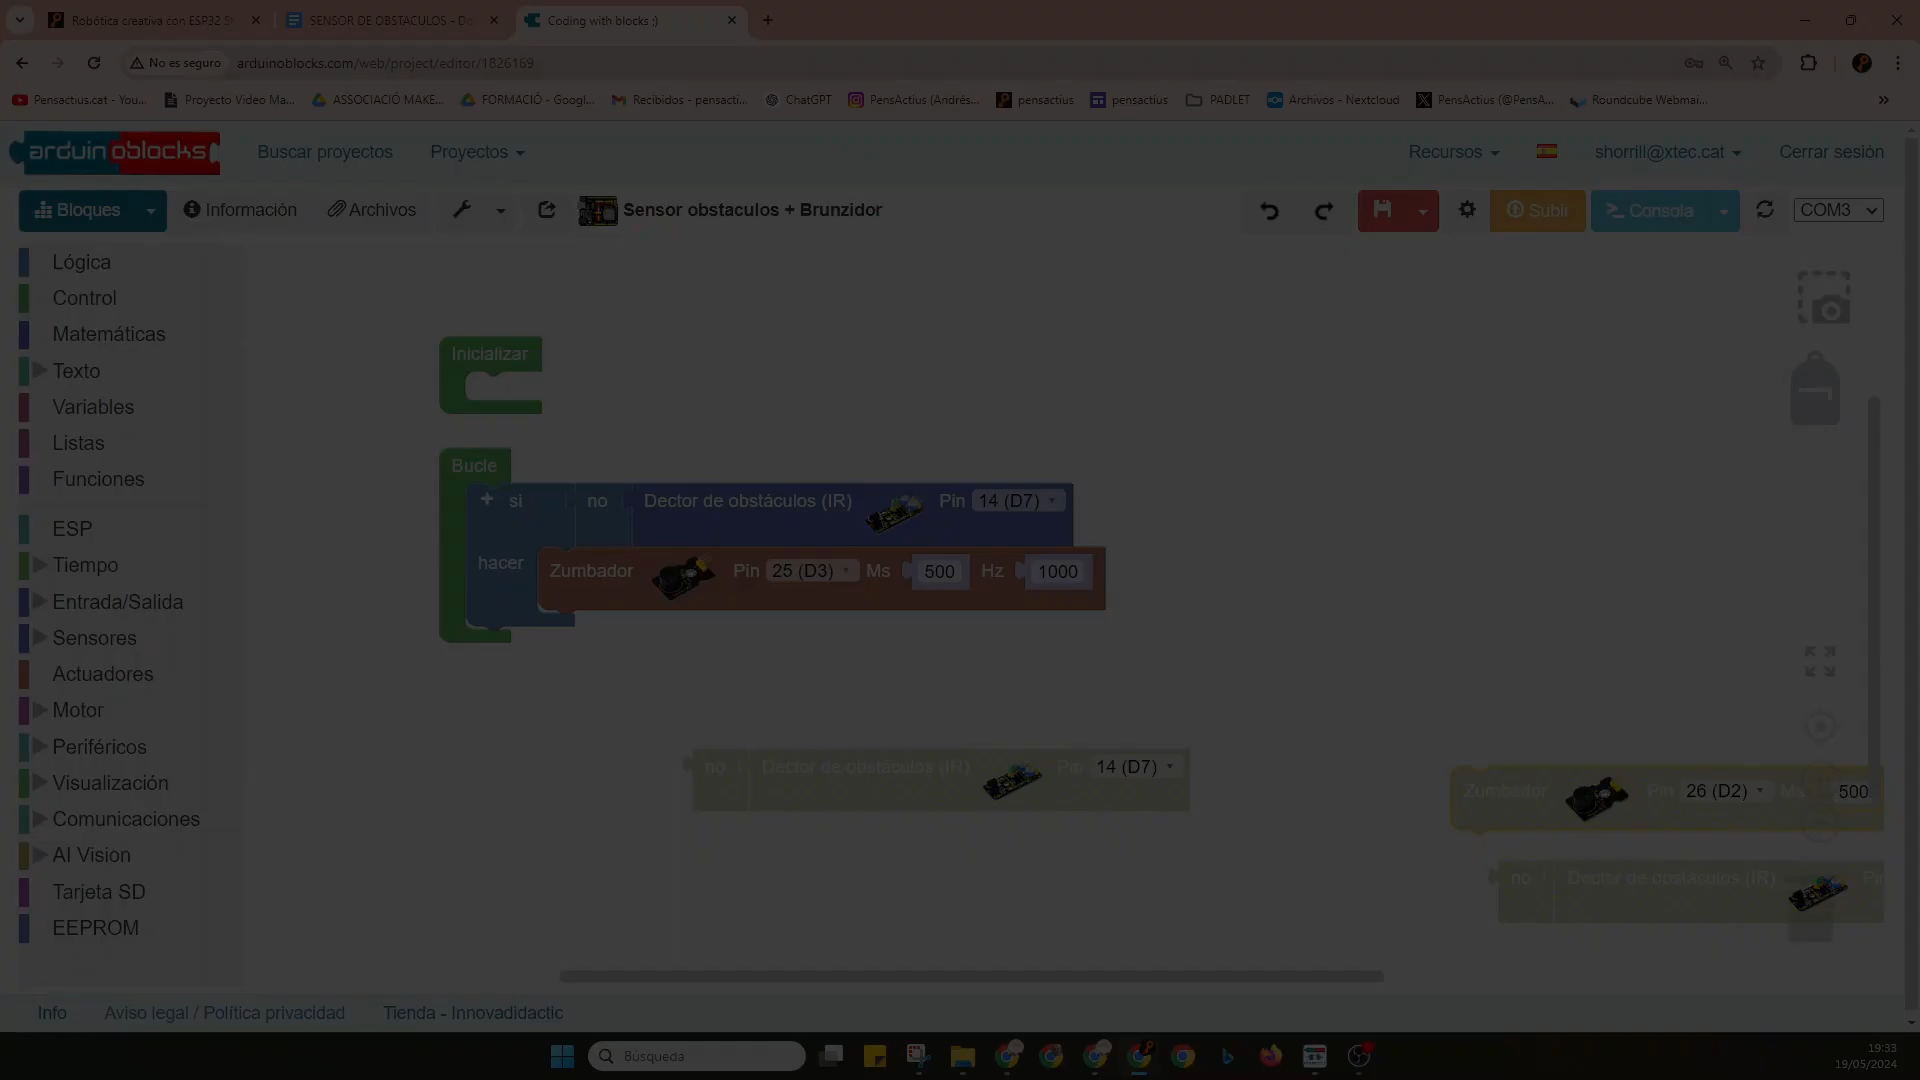 Robótica creativa con ESP32 S
SENSOR DE OBSTACULOS - Do
Coding with blocks ;)
No es seguro
arduinoblocks.com/web/project/editor/1826169
Pensactius.cat - You...
Proyecto Video Ma...
ASSOCIACIÓ MAKE...
FORMACIÓ - Googl...
Recibidos - pensacti...
ChatGPT
PensActius (Andrés...
pensactius
pensactius
PADLET
Archivos - Nextcloud
PensActius (@PensA...
Roundcube Webmai...
arduinoblocks
Buscar proyectos
Proyectos
Recursos
shorrill@xtec.cat
Cerrar sesión
Bloques
Información
Archivos
Sensor obstaculos + Brunzidor
Subir
Consola
COM3
Lógica
Control
Matemáticas
Texto
Variables
Listas
Funciones
ESP
Tiempo
Entrada/Salida
Sensores
Actuadores
Motor
Periféricos
Visualización
Comunicaciones
AI Vision
Tarjeta SD
EEPROM
Inicializar
Bucle
si no Dector de obstáculos (IR) Pin 14 (D7)
hacer Zumbador Pin 25 (D3) Ms 500 Hz 1000
no Dector de obstáculos (IR) Pin 14 (D7)
Zumbador Pin 26 (D2) Ms 500
no Dector de obstáculos (IR) Pi
Info
Aviso legal / Política privacidad
Tienda - Innovadidactic
Búsqueda
19:33
19/05/2024